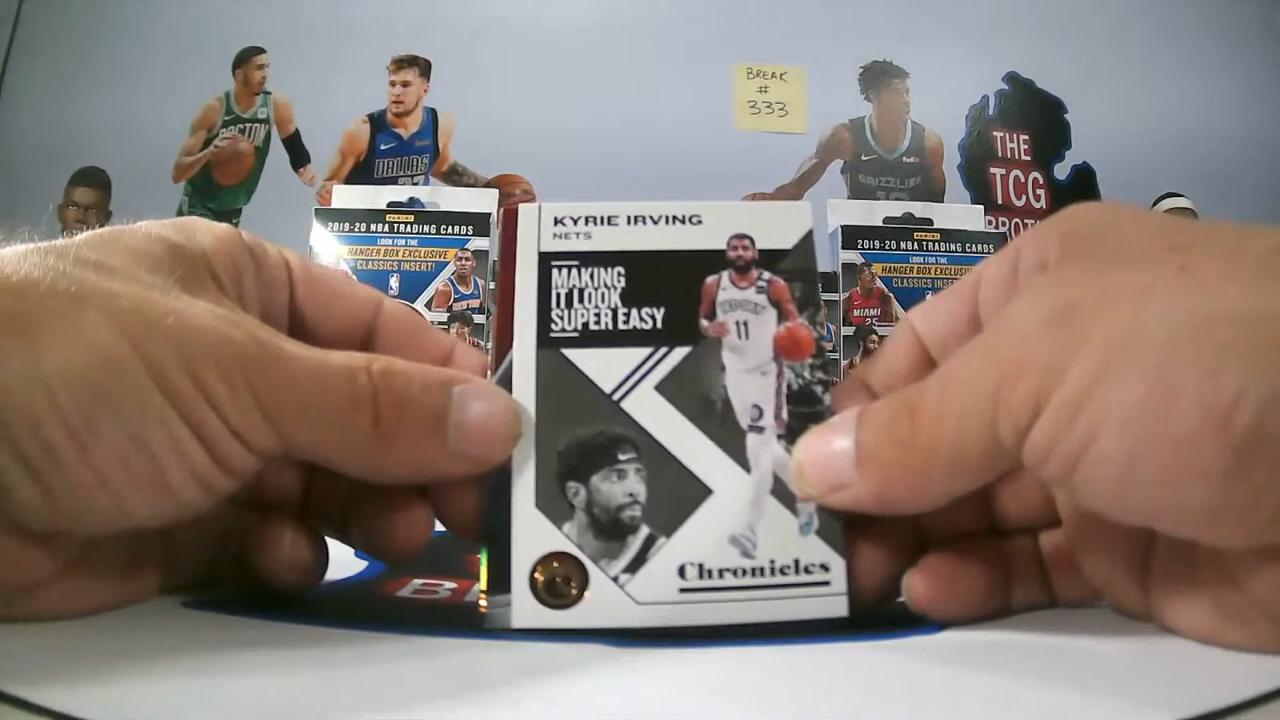 BREAK
#
333
BOSTON
DALLAS
GRIZZLIES
FedEx
THE
TCG
PANINI
2019-20 NBA TRADING CARDS
LOOK FOR THE
HANGER BOX EXCLUSIVE
CLASSICS INSERT!
PANINI
2019-20 NBA TRADING CARDS
LOOK FOR THE
HANGER BOX EXCLUSIVE
CLASSICS
MIAMI
KYRIE IRVING
NETS
MAKING
IT LOOK
SUPER EASY
11
Chronicles